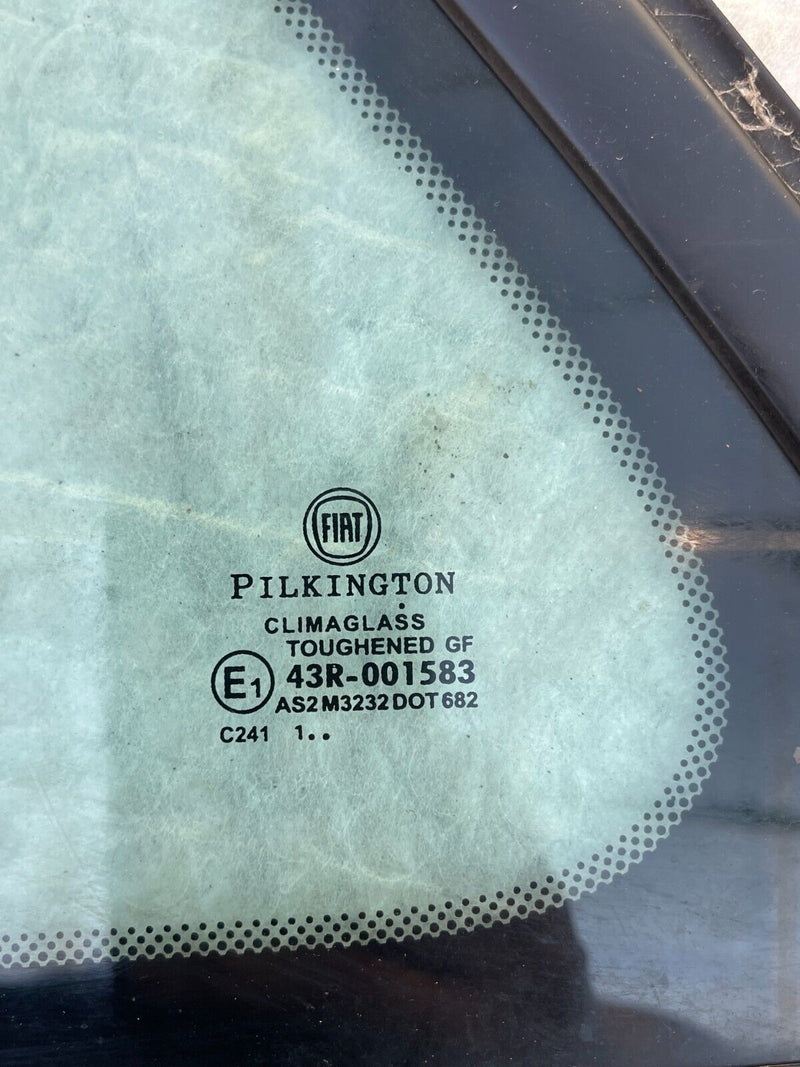 FIAT
PILKINGTON
CLIMAGLASS
TOUGHENED GF
E1 43R-001583
AS2 M3232 DOT 682
C241 1..